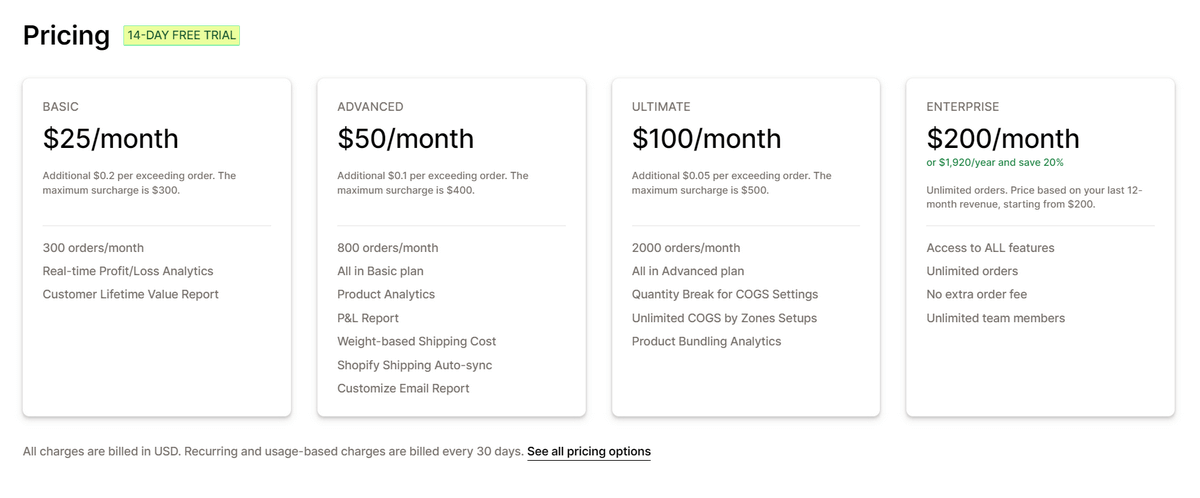 Pricing
14-DAY FREE TRIAL
BASIC
$25/month
Additional $0.2 per exceeding order. The
maximum surcharge is $300.
300 orders/month
Real-time Profit/Loss Analytics
Customer Lifetime Value Report
ADVANCED
$50/month
Additional $0.1 per exceeding order. The
maximum surcharge is $400.
800 orders/month
All in Basic plan
Product Analytics
P&L Report
Weight-based Shipping Cost
Shopify Shipping Auto-sync
Customize Email Report
ULTIMATE
$100/month
Additional $0.05 per exceeding order. The
maximum surcharge is $500.
2000 orders/month
All in Advanced plan
Quantity Break for COGS Settings
Unlimited COGS by Zones Setups
Product Bundling Analytics
ENTERPRISE
$200/month
or $1,920/year and save 20%
Unlimited orders. Price based on your last 12-
month revenue, starting from $200.
Access to ALL features
Unlimited orders
No extra order fee
Unlimited team members
All charges are billed in USD. Recurring and usage-based charges are billed every 30 days. See all pricing options